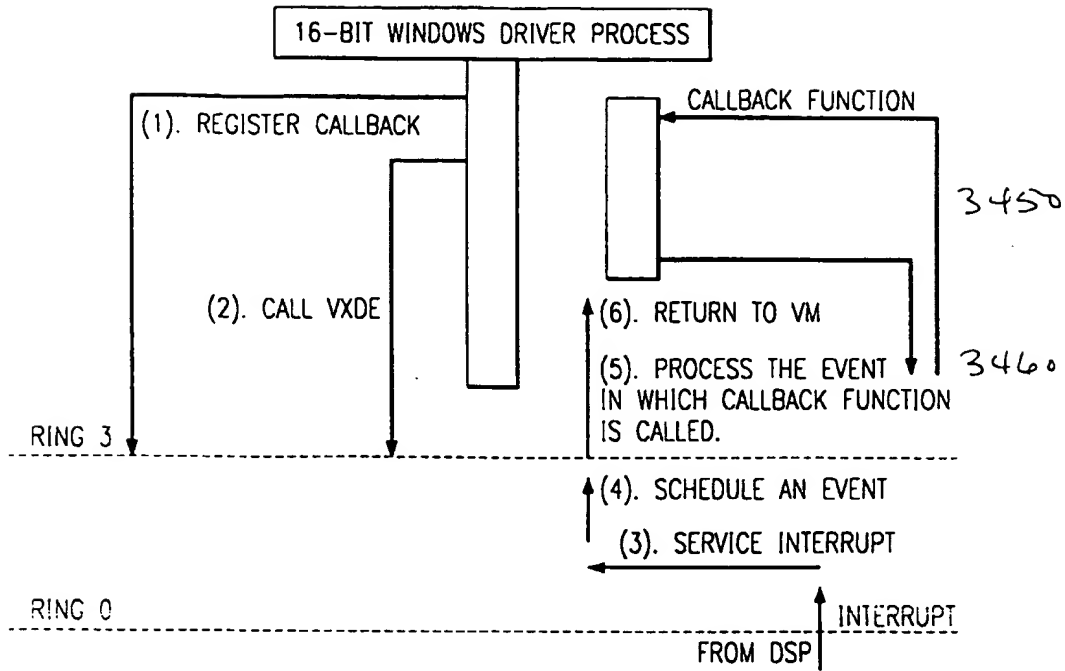 16-BIT WINDOWS DRIVER PROCESS
CALLBACK FUNCTION
(1). REGISTER CALLBACK
3450
(2). CALL VXDE
(6). RETURN TO VM
(5). PROCESS THE EVENT
IN WHICH CALLBACK FUNCTION
IS CALLED.
3460
RING 3
(4). SCHEDULE AN EVENT
(3). SERVICE INTERRUPT
RING 0
INTERRUPT
FROM DSP